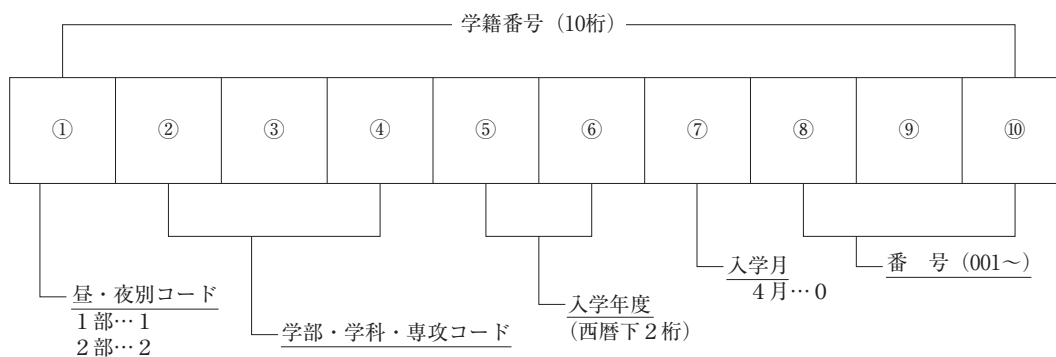 学籍番号（10桁）
① ② ③ ④ ⑤ ⑥ ⑦ ⑧ ⑨ ⑩
昼・夜別コード
１部…１
２部…２
学部・学科・専攻コード
入学年度
（西暦下２桁）
入学月
４月…０
番　号（001～）